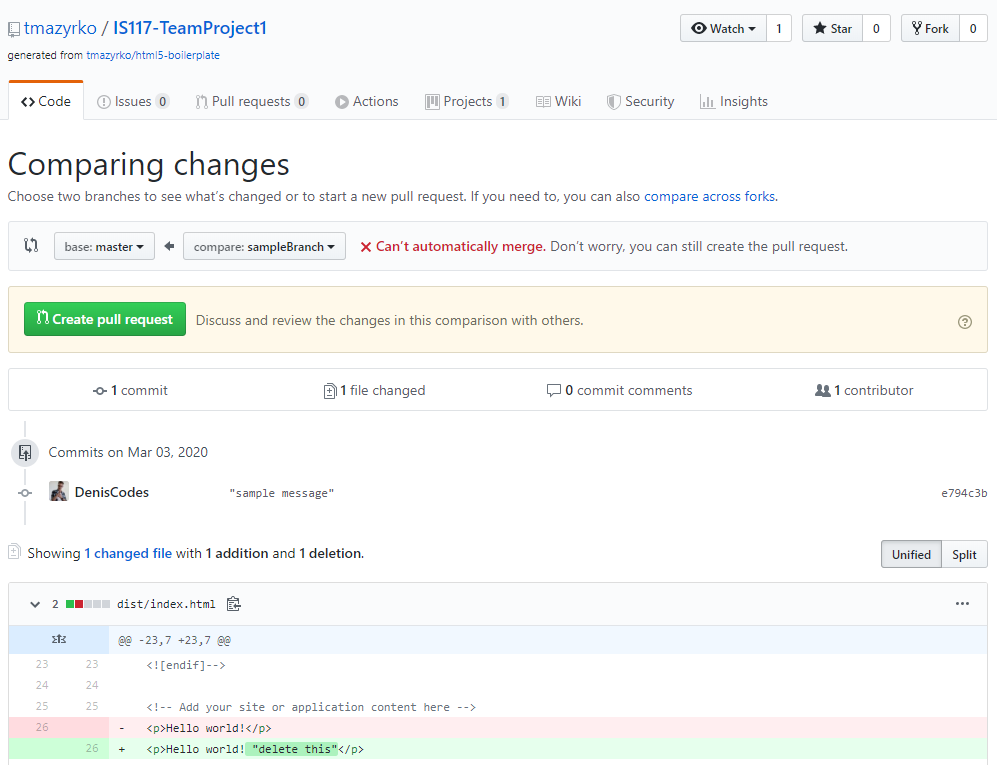 tmazyrko / IS117-TeamProject1
Watch 1 Star 0 Fork 0
generated from tmazyrko/html5-boilerplate
Code Issues 0 Pull requests 0 Actions Projects 1 Wiki Security Insights
Comparing changes
Choose two branches to see what's changed or to start a new pull request. If you need to, you can also compare across forks.
base: master compare: sampleBranch Can't automatically merge. Don't worry, you can still create the pull request.
Create pull request Discuss and review the changes in this comparison with others.
1 commit 1 file changed 0 commit comments 1 contributor
Commits on Mar 03, 2020
DenisCodes "sample message" e794c3b
Showing 1 changed file with 1 addition and 1 deletion.
Unified Split
2 dist/index.html
@@ -23,7 +23,7 @@
23 23 <![endif]-->
24 24
25 25 <!-- Add your site or application content here -->
26 - <p>Hello world!</p>
26 + <p>Hello world! "delete this"</p>